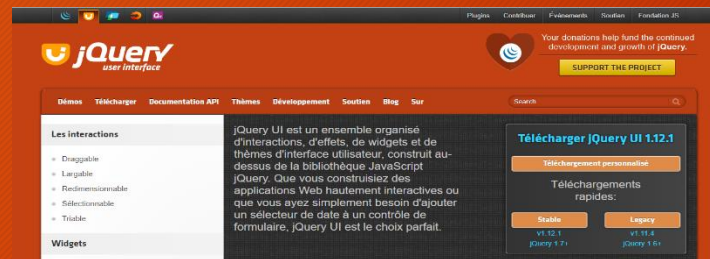 Plugins Contribuer Événements Soutien Fondation JS
jQuery
user interface
Your donations help fund the continued
development and growth of jQuery.
SUPPORT THE PROJECT
Démos Télécharger Documentation API Thèmes Développement Soutien Blog Sur
Search
Les interactions
Draggable
Largable
Redimensionnable
Sélectionnable
Triable
Widgets
jQuery UI est un ensemble organisé
d'interactions, d'effets, de widgets et de
thèmes d'interface utilisateur, construit au-
dessus de la bibliothèque JavaScript
jQuery. Que vous construisiez des
applications Web hautement interactives ou
que vous ayez simplement besoin d'ajouter
un sélecteur de date à un contrôle de
formulaire, jQuery UI est le choix parfait.
Télécharger jQuery UI 1.12.1
Téléchargement personnalisé
Téléchargements
rapides:
Stable Legacy
v1.12.1 v1.11.4
jQuery 1.7+ jQuery 1.6+